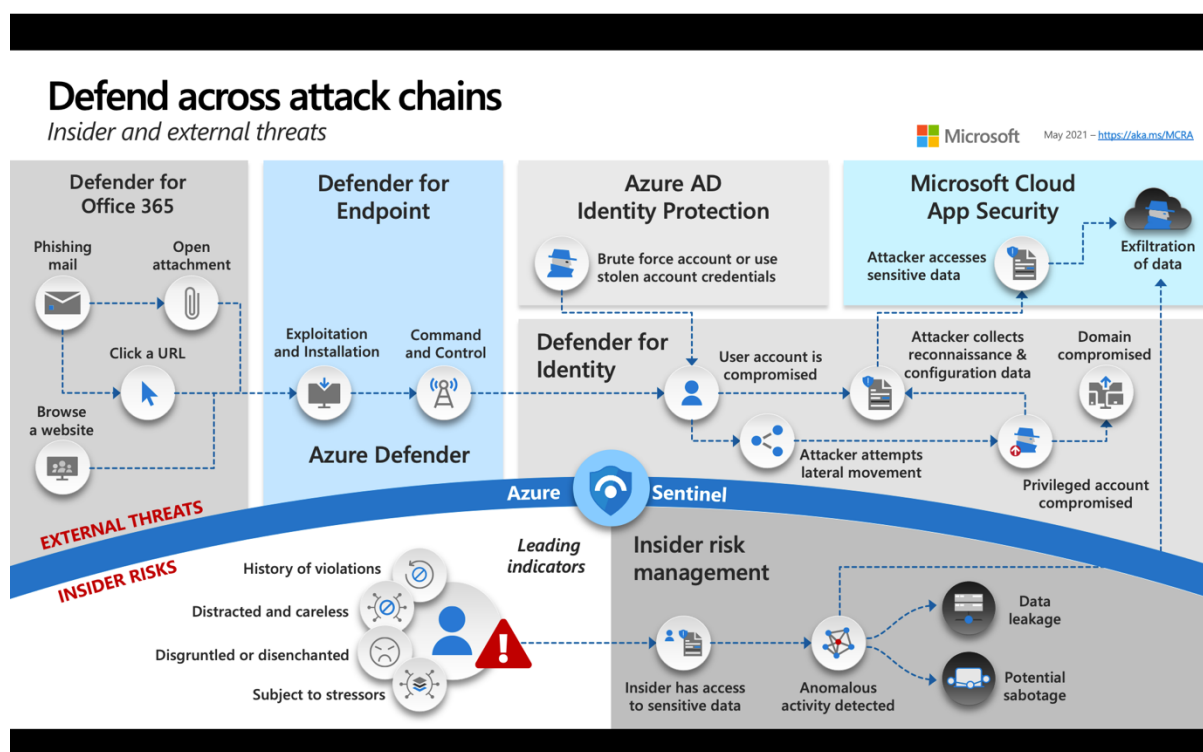 Defend across attack chains
Insider and external threats
Microsoft
May 2021 – https://aka.ms/MCRA
Defender for
Office 365
Phishing
mail
Open
attachment
Click a URL
Browse
a website
Defender for
Endpoint
Exploitation
and Installation
Command
and Control
Azure Defender
Azure AD
Identity Protection
Brute force account or use
stolen account credentials
Microsoft Cloud
App Security
Attacker accesses
sensitive data
Exfiltration
of data
Defender for
Identity
User account is
compromised
Attacker collects
reconnaissance &
configuration data
Domain
compromised
Attacker attempts
lateral movement
Privileged account
compromised
Azure Sentinel
EXTERNAL THREATS
INSIDER RISKS
Leading
indicators
History of violations
Distracted and careless
Disgruntled or disenchanted
Subject to stressors
Insider risk
management
Insider has access
to sensitive data
Anomalous
activity detected
Data
leakage
Potential
sabotage